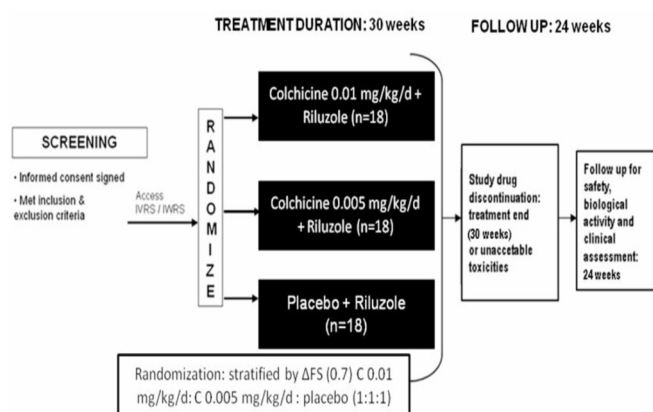 TREATMENT DURATION: 30 weeks
FOLLOW UP: 24 weeks
SCREENING
• Informed consent signed
• Met inclusion &
exclusion criteria
Access
IVRS / IWRS
RANDOMIZE
Colchicine 0.01 mg/kg/d +
Riluzole (n=18)
Colchicine 0.005 mg/kg/d
+ Riluzole (n=18)
Placebo + Riluzole
(n=18)
Study drug
discontinuation:
treatment end
(30 weeks)
or unaccetable
toxicities
Follow up for
safety,
biological
activity and
clinical
assessment:
24 weeks
Randomization: stratified by ΔFS (0.7) C 0.01
mg/kg/d: C 0.005 mg/kg/d : placebo (1:1:1)